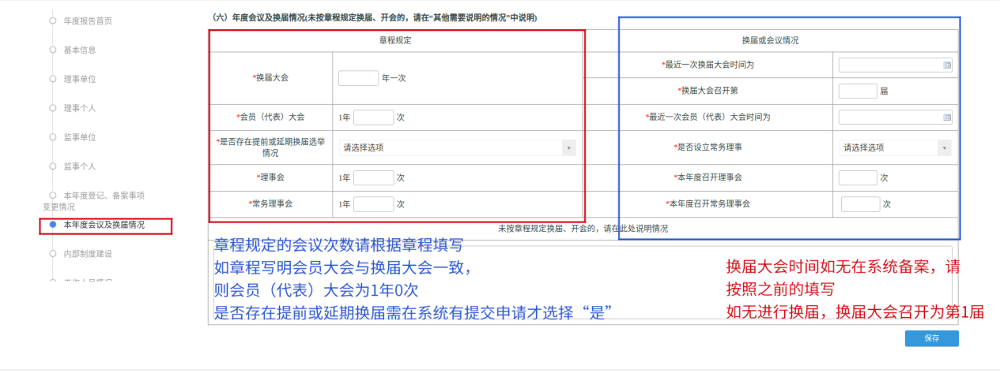 年度报告首页
基本信息
理事单位
理事个人
监事单位
监事个人
本年度登记、备案事项
变更情况
本年度会议及换届情况
内部制度建设
（六）年度会议及换届情况(未按章程规定换届、开会的，请在“其他需要说明的情况”中说明)
章程规定
换届或会议情况
*换届大会
年一次
*最近一次换届大会时间为
*换届大会召开第
届
*会员（代表）大会
1年
次
*最近一次会员（代表）大会时间为
*是否存在提前或延期换届选举
情况
请选择选项
*是否设立常务理事
请选择选项
*理事会
1年
次
*本年度召开理事会
次
*常务理事会
1年
次
*本年度召开常务理事会
次
未按章程规定换届、开会的，请在此处说明情况
章程规定的会议次数请根据章程填写
如章程写明会员大会与换届大会一致，
则会员（代表）大会为1年0次
是否存在提前或延期换届需在系统有提交申请才选择“是”
换届大会时间如无在系统备案，请
按照之前的填写
如无进行换届，换届大会召开为第1届
保存